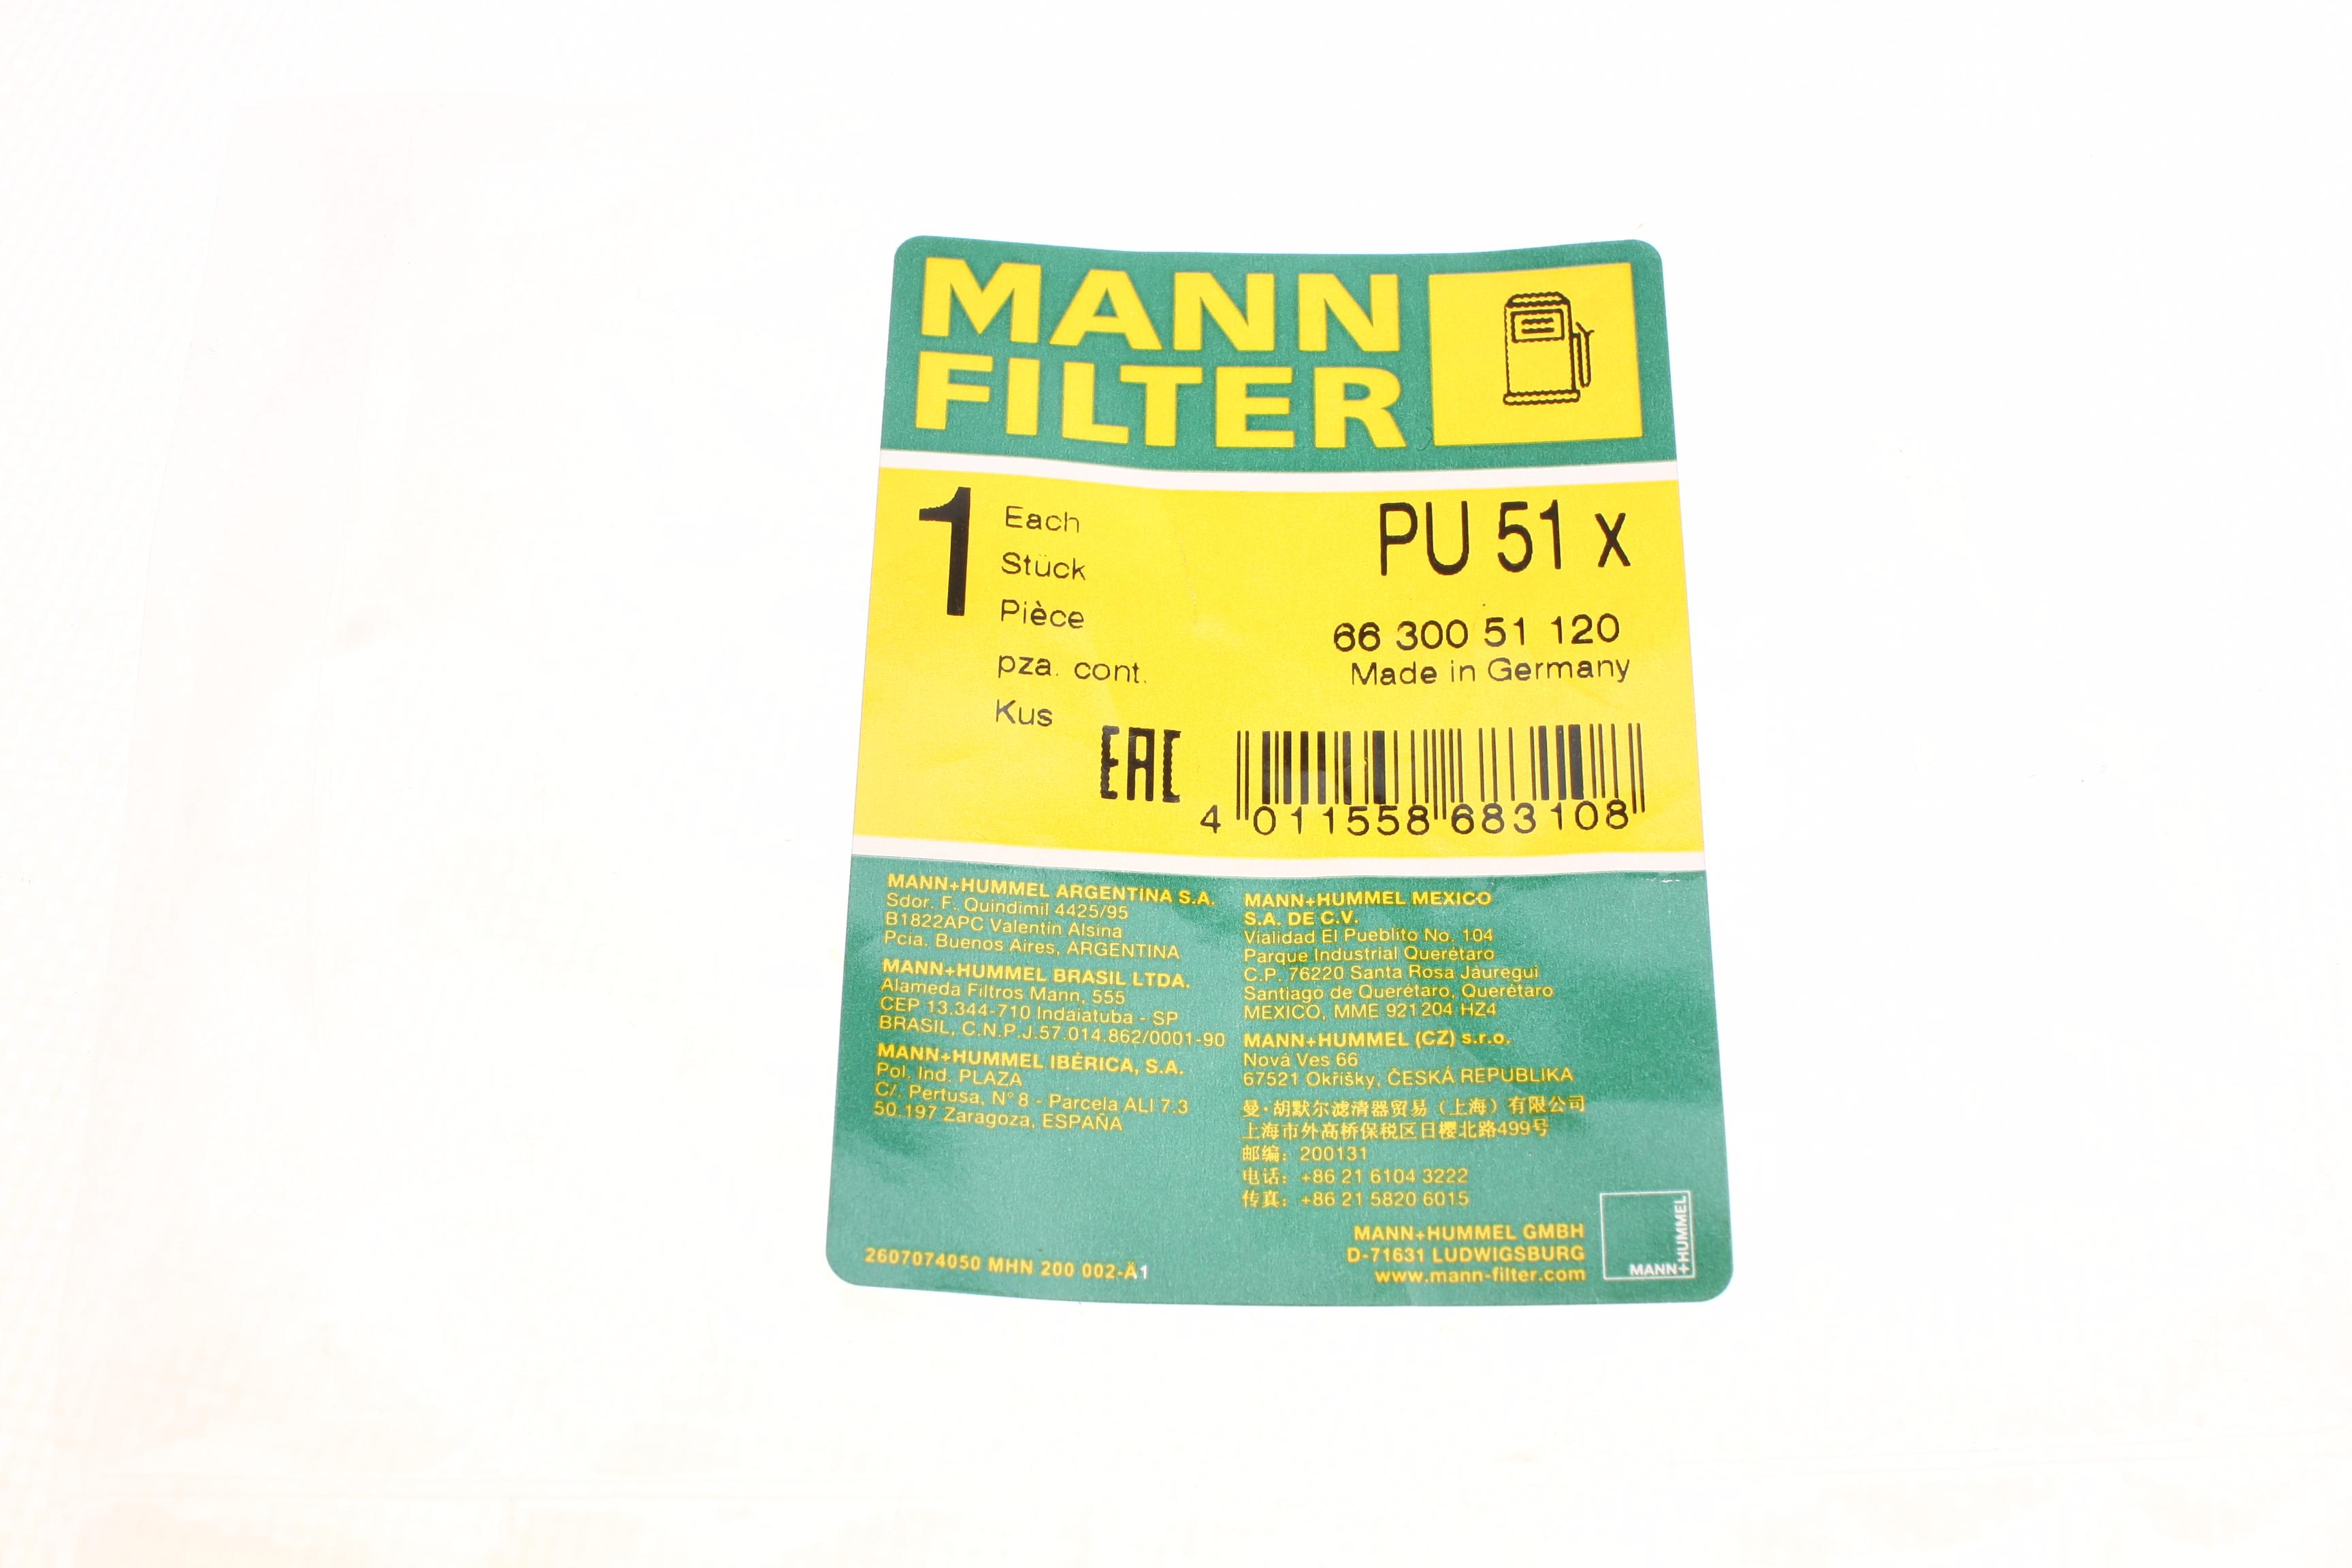 MANN
FILTER
1
Each
Stück
Pièce
pza. cont.
Kus
PU 51 x
66 300 51 120
Made in Germany
EAC
4 011558 683108
MANN+HUMMEL ARGENTINA S.A.
Sdor. F. Quindimil 4425/95
B1822APC Valentin Alsina
Pcia. Buenos Aires, ARGENTINA
MANN+HUMMEL BRASIL LTDA.
Alameda Filtros Mann, 555
CEP 13.344-710 Indaiatuba - SP
BRASIL, C.N.P.J.57.014.862/0001-90
MANN+HUMMEL IBÉRICA, S.A.
Pol. Ind. PLAZA
C/. Pertusa, N° 8 - Parcela ALI 7.3
50.197 Zaragoza, ESPAÑA
MANN+HUMMEL MEXICO
S.A. DE C.V.
Vialidad El Pueblito No. 104
Parque Industrial Querétaro
C.P. 76220 Santa Rosa Jáuregui
Santiago de Querétaro, Querétaro
MEXICO, MME 921204 HZ4
MANN+HUMMEL (CZ) s.r.o.
Nová Ves 66
67521 Okříšky, ČESKÁ REPUBLIKA
曼·胡默尔滤清器贸易（上海）有限公司
上海市外高桥保税区日樱北路499号
邮编：200131
电话：+86 21 6104 3222
传真：+86 21 5820 6015
MANN+HUMMEL GMBH
D-71631 LUDWIGSBURG
www.mann-filter.com
MANN+HUMMEL
2607074050 MHN 200 002-Ä1